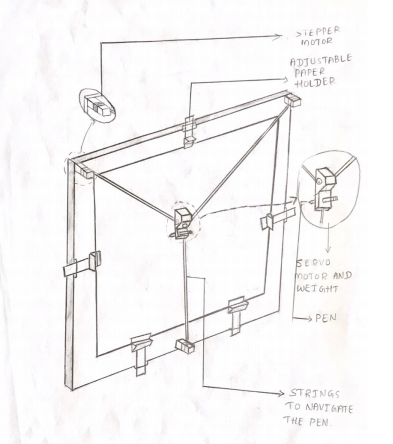 STEPPER
MOTOR
ADJUSTABLE
PAPER
HOLDER
SERVO
MOTOR AND
WEIGHT
PEN
STRINGS
TO NAVIGATE
THE PEN.